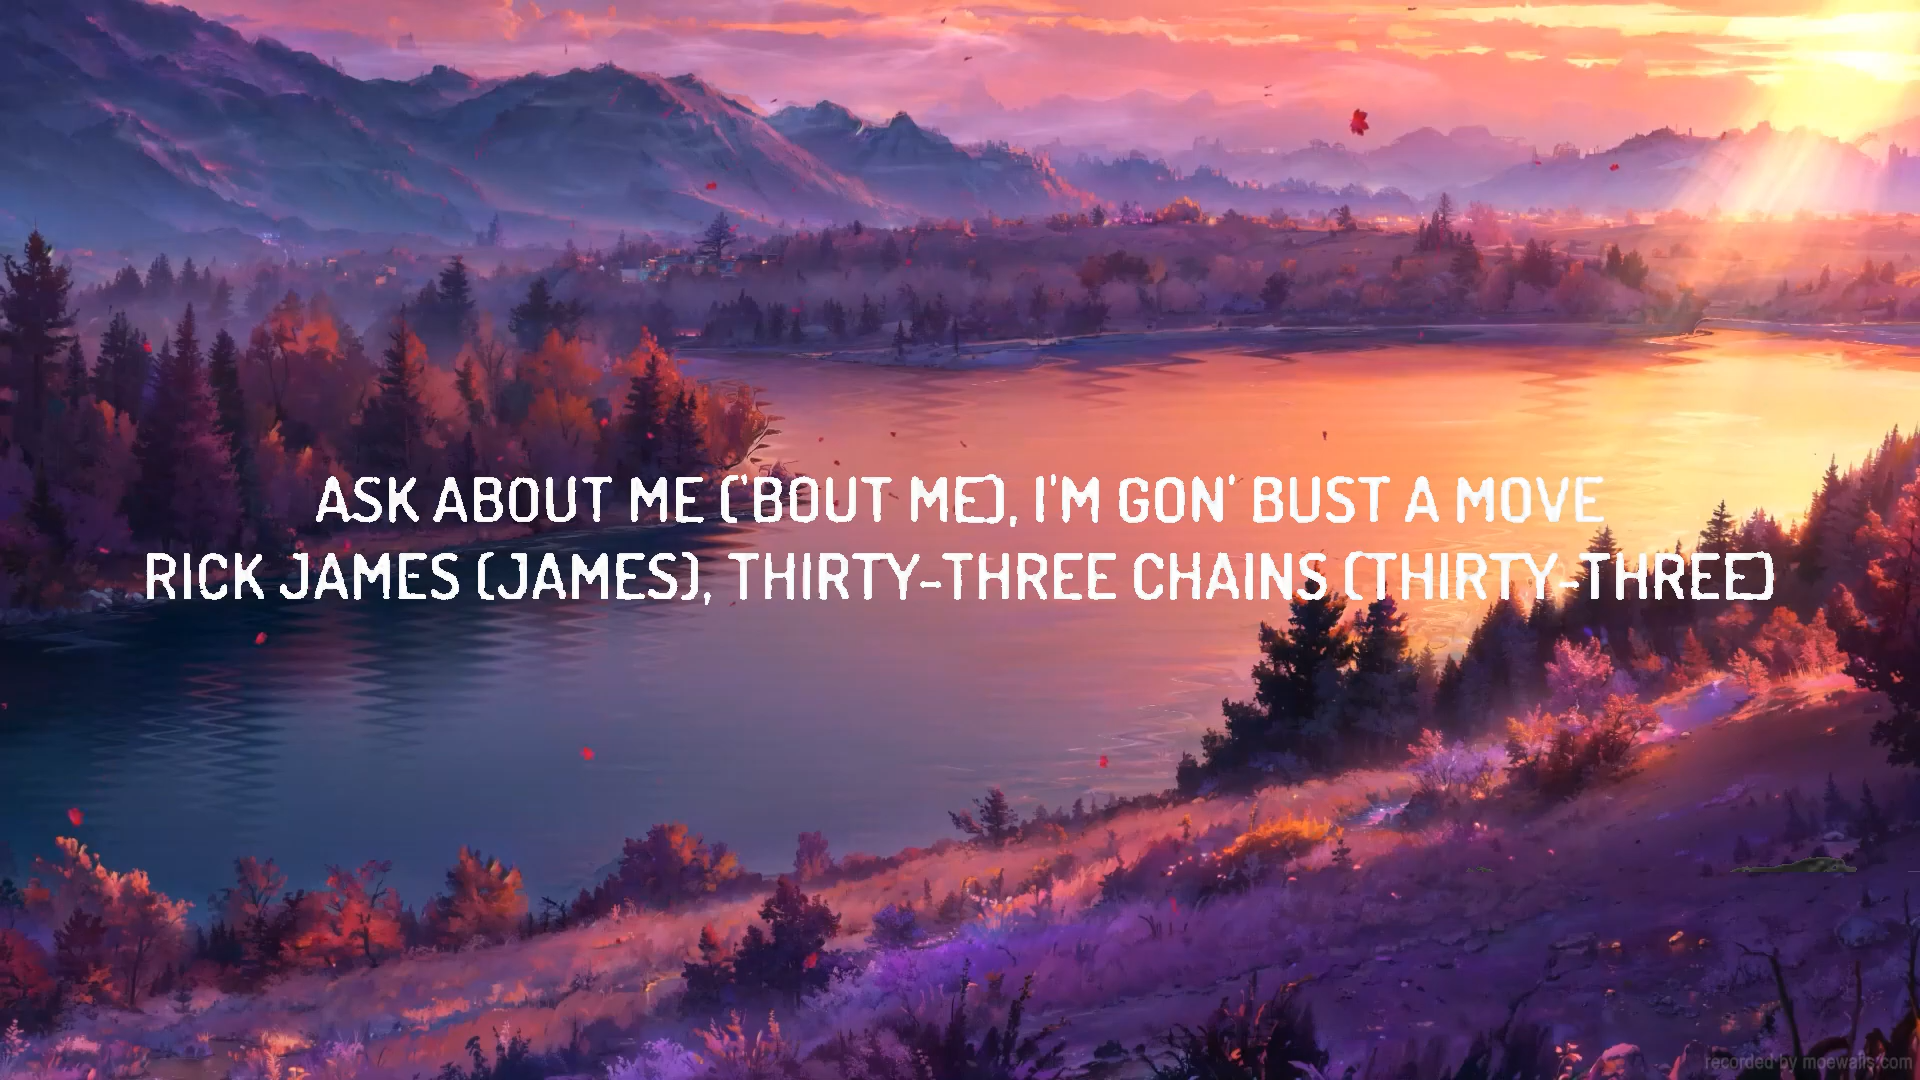 ASK ABOUT ME ('BOUT ME), I'M GON' BUST A MOVE
RICK JAMES (JAMES), THIRTY-THREE CHAINS (THIRTY-THREE)
recorded by moewalls.com